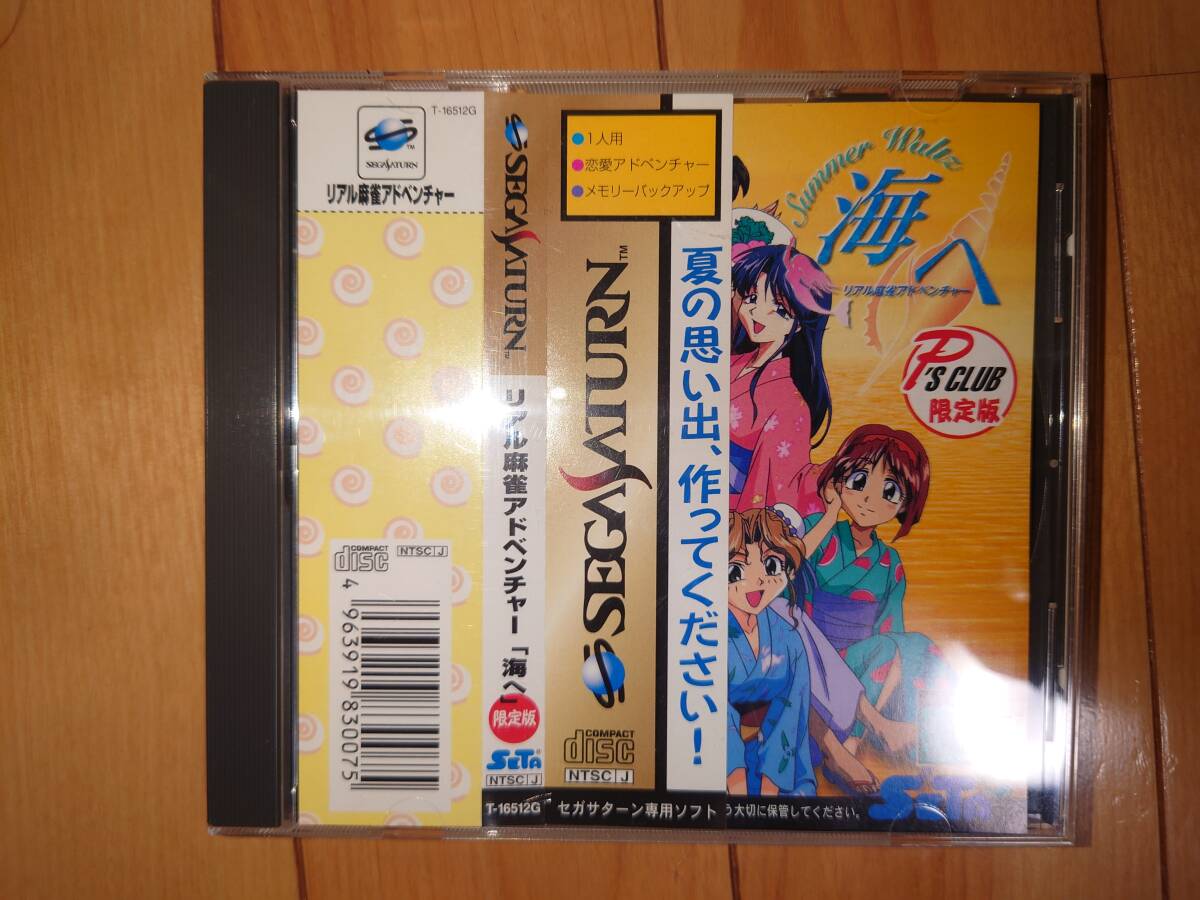 T-16512G
SEGA SATURN™
リアル麻雀アドベンチャー
COMPACT
disc
NTSC J
4 963919 830075
SEGA SATURN™
リアル麻雀アドベンチャー「海へ」
限定版
SETA®
NTSC J
T-16512G
●1人用
●恋愛アドベンチャー
●メモリーバックアップ
SEGA SATURN™
COMPACT
disc
NTSC J
セガサターン専用ソフト
夏の思い出、作ってください!
Summer Waltz
海へ
リアル麻雀アドベンチャー
P'S CLUB
限定版
SETA
う大切に保管してください。